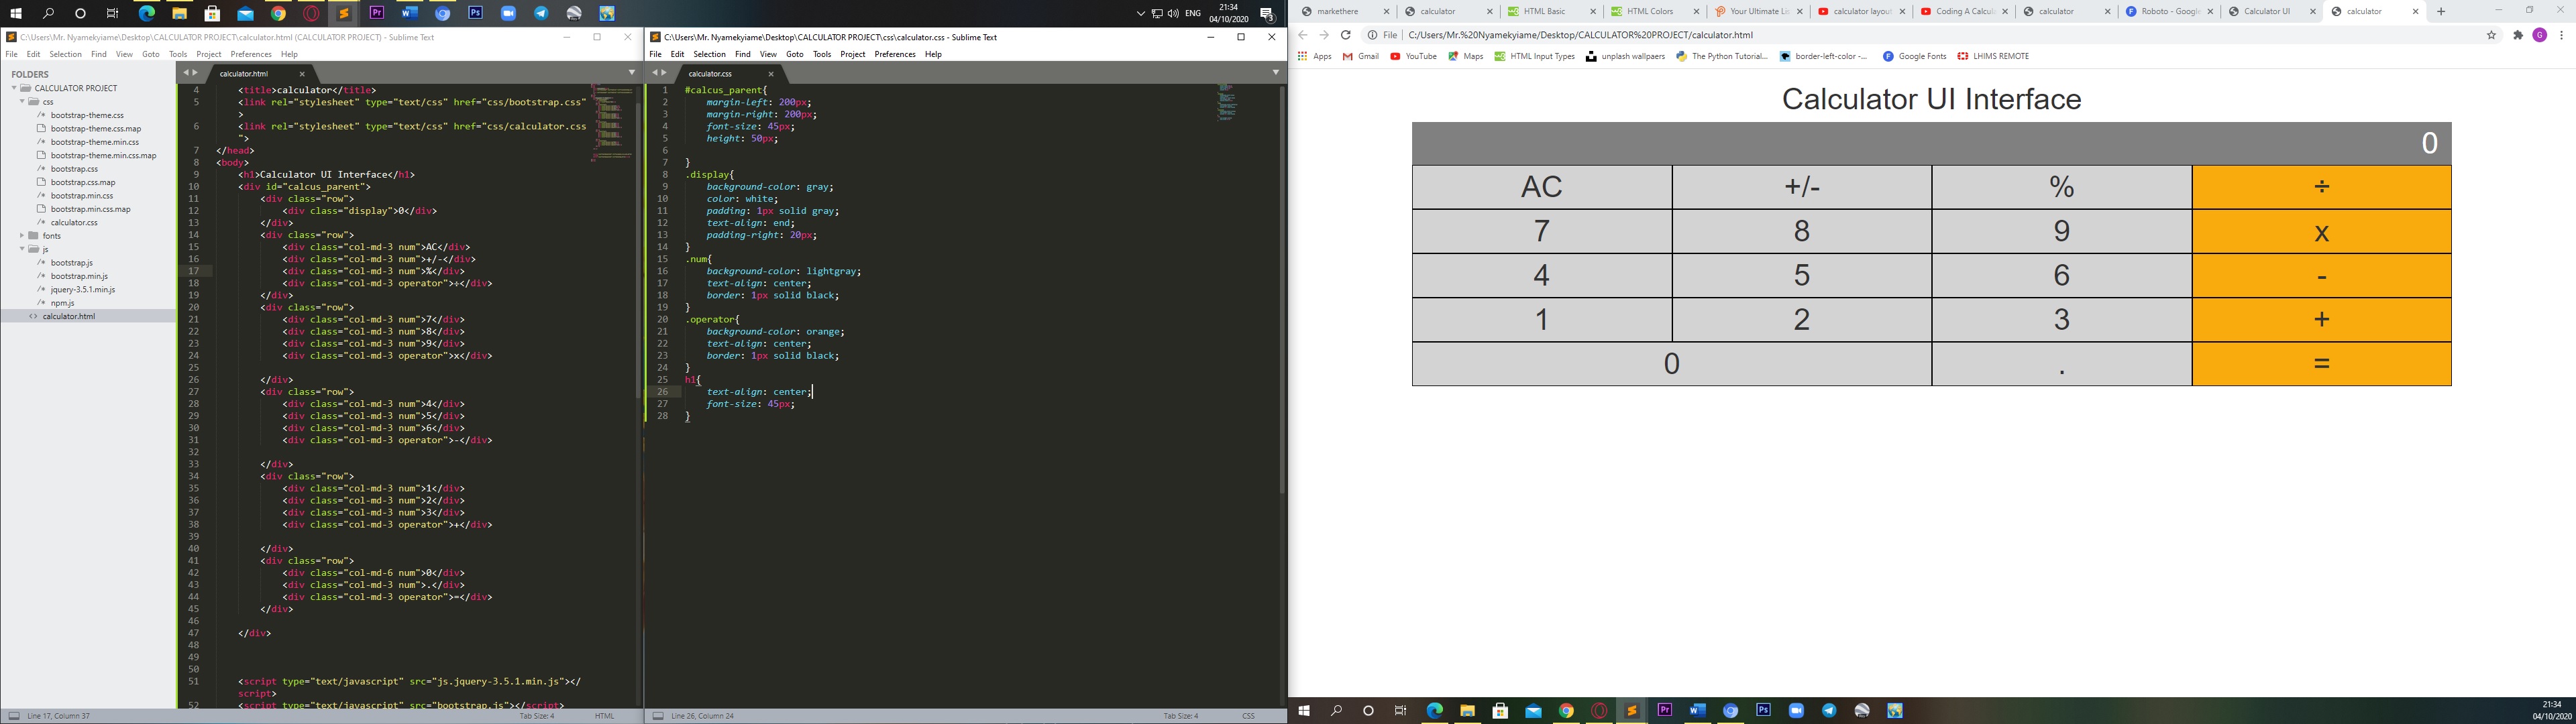 21:34
04/10/2020
ENG
3
C:\Users\Mr. Nyamekyiame\Desktop\CALCULATOR PROJECT\calculator.html (CALCULATOR PROJECT) - Sublime Text
File Edit Selection Find View Goto Tools Project Preferences Help
FOLDERS
CALCULATOR PROJECT
css
bootstrap-theme.css
bootstrap-theme.css.map
bootstrap-theme.min.css
bootstrap-theme.min.css.map
bootstrap.css
bootstrap.css.map
bootstrap.min.css
bootstrap.min.css.map
calculator.css
fonts
js
bootstrap.js
bootstrap.min.js
jquery-3.5.1.min.js
npm.js
calculator.html
calculator.html
4 <title>calculator</title>
5 <link rel="stylesheet" type="text/css" href="css/bootstrap.css"
>
6 <link rel="stylesheet" type="text/css" href="css/calculator.css
">
7 </head>
8 <body>
9 <h1>Calculator UI Interface</h1>
10 <div id="calcus_parent">
11 <div class="row">
12 <div class="display">0</div>
13 </div>
14 <div class="row">
15 <div class="col-md-3 num">AC</div>
16 <div class="col-md-3 num">+/-</div>
17 <div class="col-md-3 num">%</div>
18 <div class="col-md-3 operator">÷</div>
19 </div>
20 <div class="row">
21 <div class="col-md-3 num">7</div>
22 <div class="col-md-3 num">8</div>
23 <div class="col-md-3 num">9</div>
24 <div class="col-md-3 operator">x</div>
25
26 </div>
27 <div class="row">
28 <div class="col-md-3 num">4</div>
29 <div class="col-md-3 num">5</div>
30 <div class="col-md-3 num">6</div>
31 <div class="col-md-3 operator">-</div>
32
33 </div>
34 <div class="row">
35 <div class="col-md-3 num">1</div>
36 <div class="col-md-3 num">2</div>
37 <div class="col-md-3 num">3</div>
38 <div class="col-md-3 operator">+</div>
39
40 </div>
41 <div class="row">
42 <div class="col-md-6 num">0</div>
43 <div class="col-md-3 num">.</div>
44 <div class="col-md-3 operator">=</div>
45 </div>
46
47 </div>
48
49
50
51 <script type="text/javascript" src="js.jquery-3.5.1.min.js"></
script>
52 <script type="text/javascript" src="bootstrap.js"></script>
Line 17, Column 37
Tab Size: 4
HTML
C:\Users\Mr. Nyamekyiame\Desktop\CALCULATOR PROJECT\css\calculator.css - Sublime Text
File Edit Selection Find View Goto Tools Project Preferences Help
calculator.css
1 #calcus_parent{
2 margin-left: 200px;
3 margin-right: 200px;
4 font-size: 45px;
5 height: 50px;
6
7 }
8 .display{
9 background-color: gray;
10 color: white;
11 padding: 1px solid gray;
12 text-align: end;
13 padding-right: 20px;
14 }
15 .num{
16 background-color: lightgray;
17 text-align: center;
18 border: 1px solid black;
19 }
20 .operator{
21 background-color: orange;
22 text-align: center;
23 border: 1px solid black;
24 }
25 h1{
26 text-align: center;
27 font-size: 45px;
28 }
Line 26, Column 24
Tab Size: 4
CSS
markethere calculator HTML Basic HTML Colors Your Ultimate Li calculator layou Coding A Calcul calculator Roboto - Google Calculator UI calculator
File C:/Users/Mr.%20Nyamekyiame/Desktop/CALCULATOR%20PROJECT/calculator.html
G
Apps Gmail YouTube Maps HTML Input Types unplash wallpaers The Python Tutorial... border-left-color -... Google Fonts LHIMS REMOTE
Calculator UI Interface
0
AC +/- % ÷
7 8 9 x
4 5 6 -
1 2 3 +
0 . =
21:34
04/10/2020